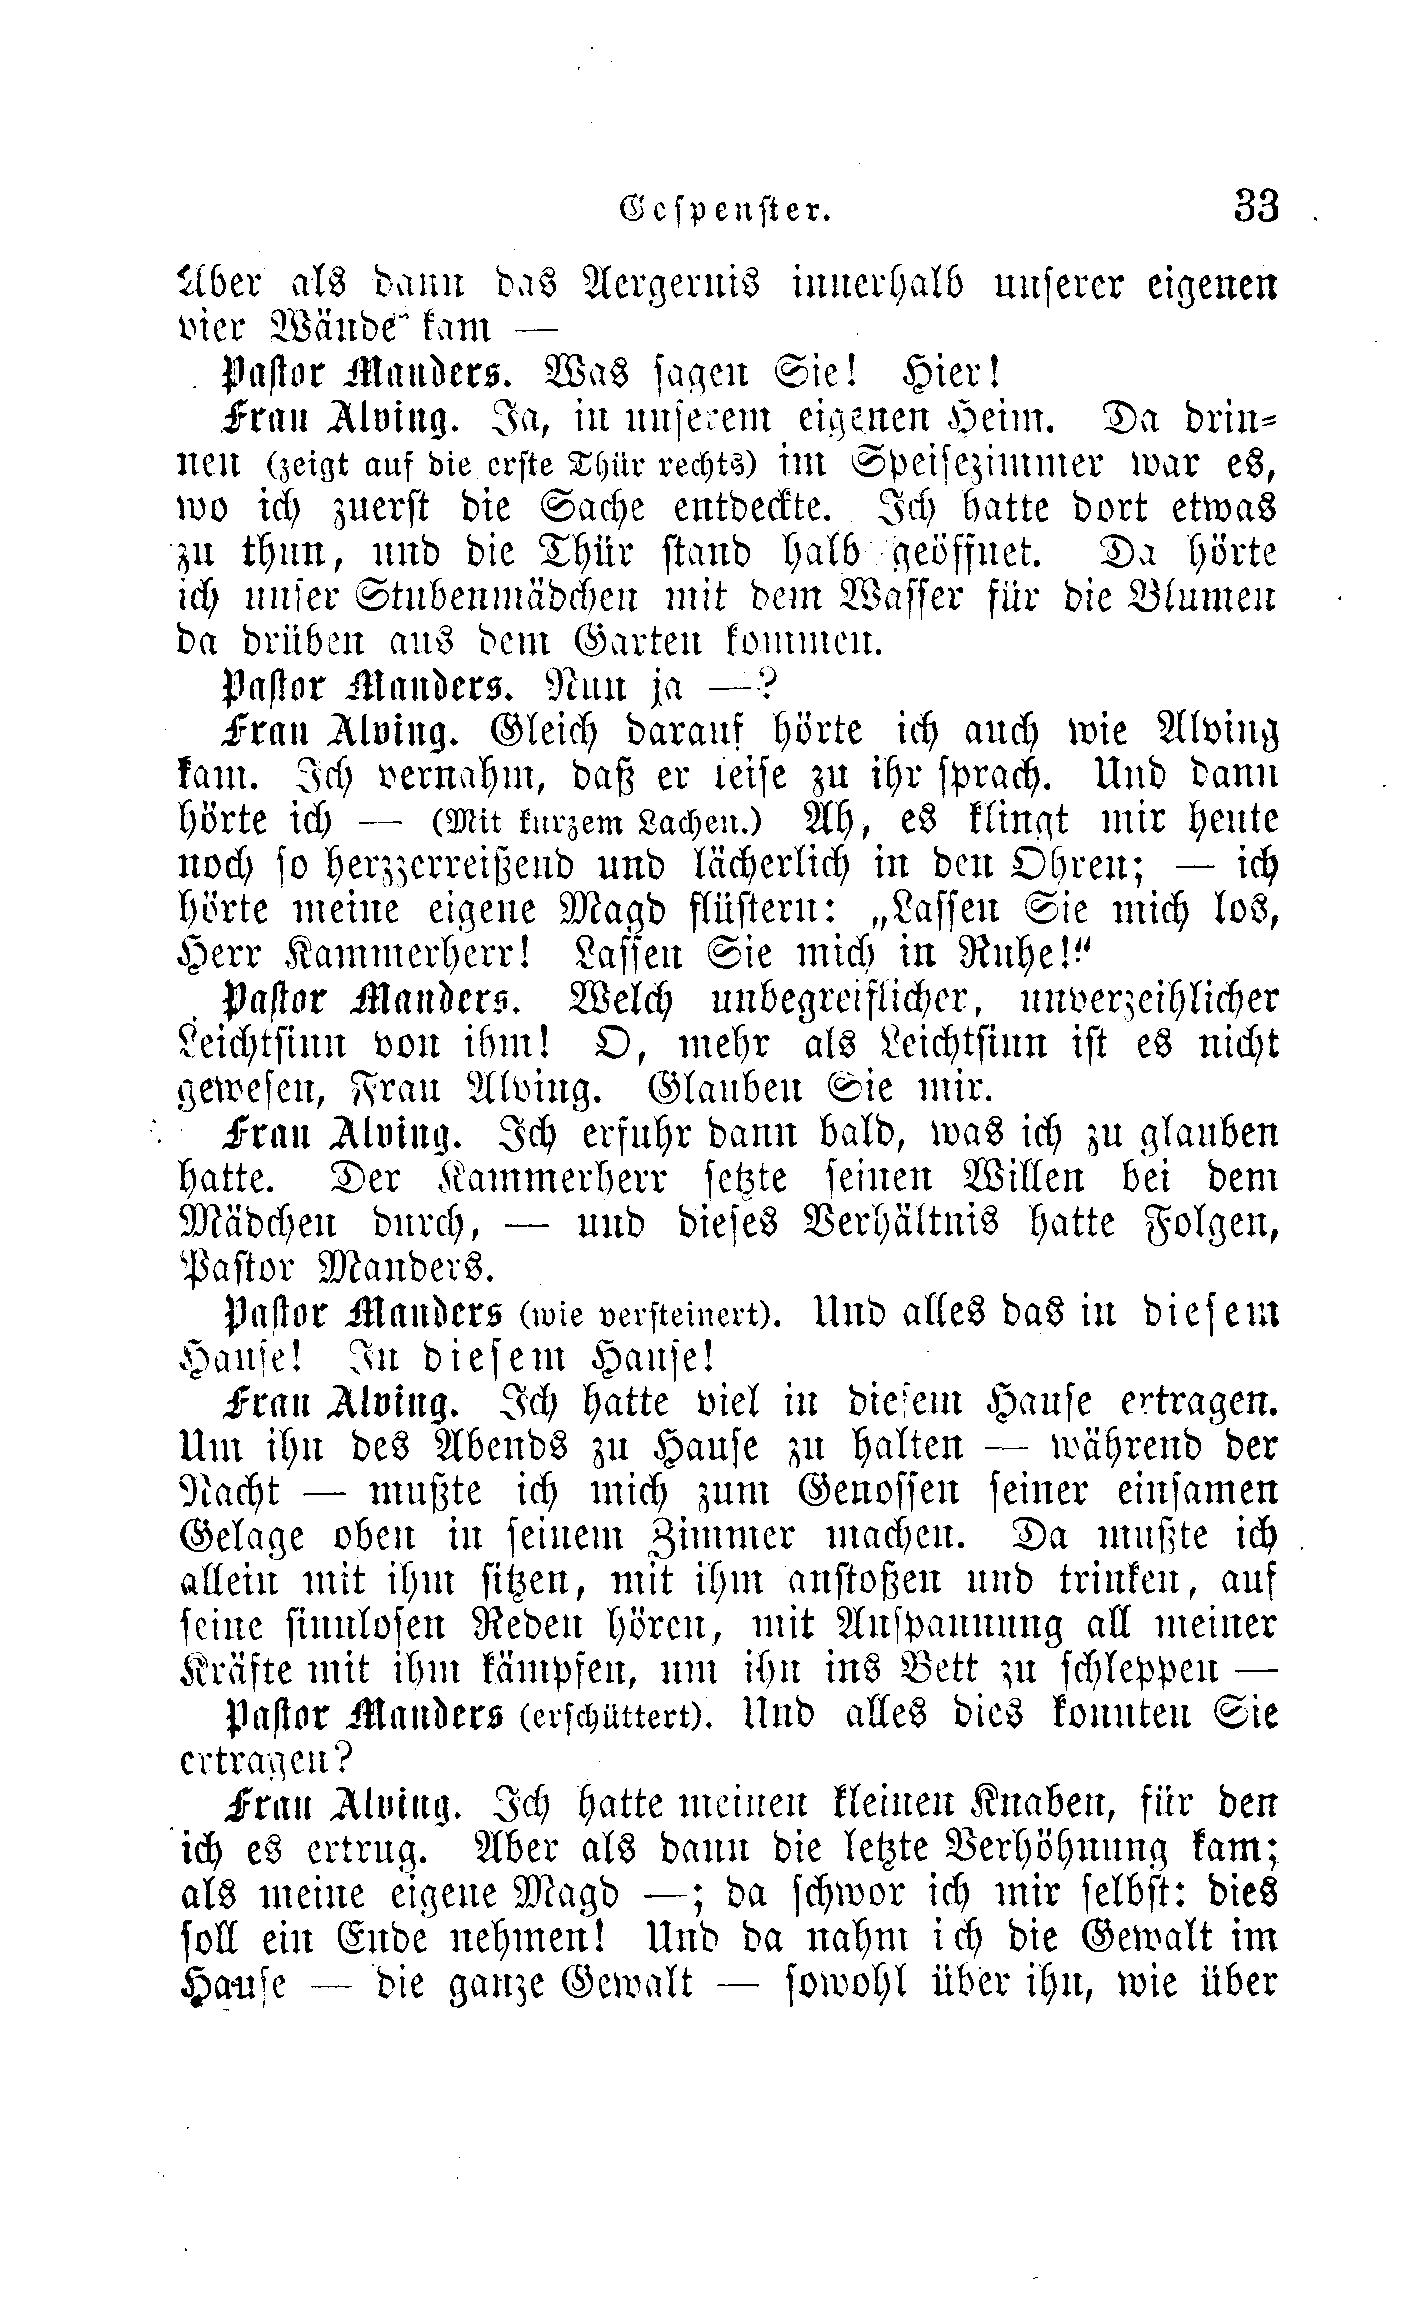 Gespenster. 33
Aber als dann das Aergernis innerhalb unserer eigenen
vier Wände kam —
Pastor Manders. Was sagen Sie! Hier!
Frau Alving. Ja, in unserem eigenen Heim. Da drin-
nen (zeigt auf die erste Thür rechts) im Speisezimmer war es,
wo ich zuerst die Sache entdeckte. Ich hatte dort etwas
zu thun, und die Thür stand halb geöffnet. Da hörte
ich unser Stubenmädchen mit dem Wasser für die Blumen
da drüben aus dem Garten kommen.
Pastor Manders. Nun ja —?
Frau Alving. Gleich darauf hörte ich auch wie Alving
kam. Ich vernahm, daß er leise zu ihr sprach. Und dann
hörte ich — (Mit kurzem Lachen.) Ah, es klingt mir heute
noch so herzzerreißend und lächerlich in den Ohren; — ich
hörte meine eigene Magd flüstern: „Lassen Sie mich los,
Herr Kammerherr! Lassen Sie mich in Ruhe!“
Pastor Manders. Welch unbegreiflicher, unverzeihlicher
Leichtsinn von ihm! O, mehr als Leichtsinn ist es nicht
gewesen, Frau Alving. Glauben Sie mir.
Frau Alving. Ich erfuhr dann bald, was ich zu glauben
hatte. Der Kammerherr setzte seinen Willen bei dem
Mädchen durch, — und dieses Verhältnis hatte Folgen,
Pastor Manders.
Pastor Manders (wie versteinert). Und alles das in diesem
Hause! In diesem Hause!
Frau Alving. Ich hatte viel in diesem Hause ertragen.
Um ihn des Abends zu Hause zu halten — während der
Nacht — mußte ich mich zum Genossen seiner einsamen
Gelage oben in seinem Zimmer machen. Da mußte ich
allein mit ihm sitzen, mit ihm anstoßen und trinken, auf
seine sinnlosen Reden hören, mit Anspannung all meiner
Kräfte mit ihm kämpfen, um ihn ins Bett zu schleppen —
Pastor Manders (erschüttert). Und alles dies konnten Sie
ertragen?
Frau Alving. Ich hatte meinen kleinen Knaben, für den
ich es ertrug. Aber als dann die letzte Verhöhnung kam;
als meine eigene Magd —; da schwor ich mir selbst: dies
soll ein Ende nehmen! Und da nahm ich die Gewalt im
Hause — die ganze Gewalt — sowohl über ihn, wie über